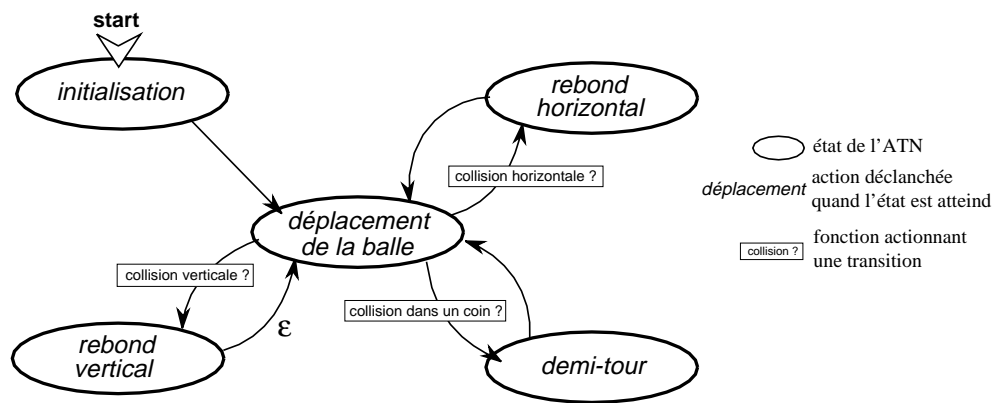 start
initialisation
rebond
horizontal
collision horizontale ?
déplacement
de la balle
collision verticale ?
ε
collision dans un coin ?
rebond
vertical
demi-tour
état de l'ATN
déplacement
action déclanchée
quand l'état est atteind
collision ?
fonction actionnant
une transition